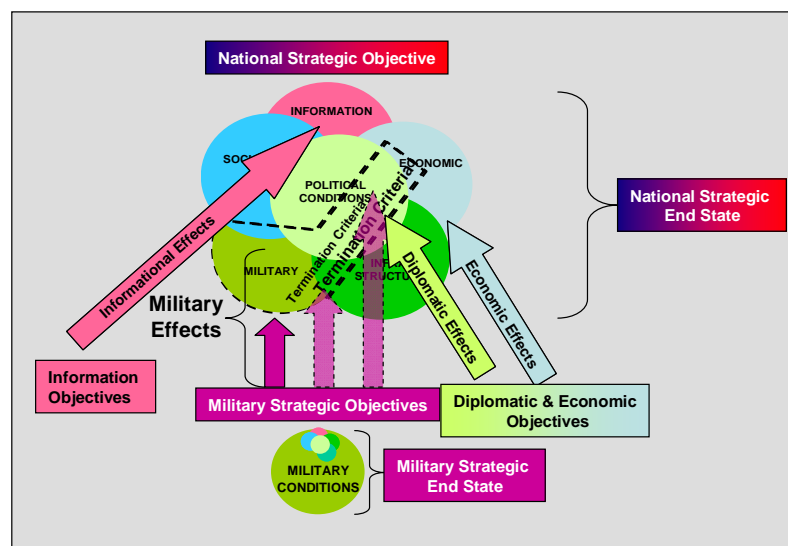 National Strategic Objective
INFORMATION
ECONOMIC
POLITICAL
CONDITIONS
National Strategic
End State
Termination Criteria
Termination Criteria
MILITARY
Informational Effects
Military
Effects
Diplomatic Effects
Economic Effects
Information
Objectives
Military Strategic Objectives
Diplomatic & Economic
Objectives
MILITARY
CONDITIONS
Military Strategic
End State